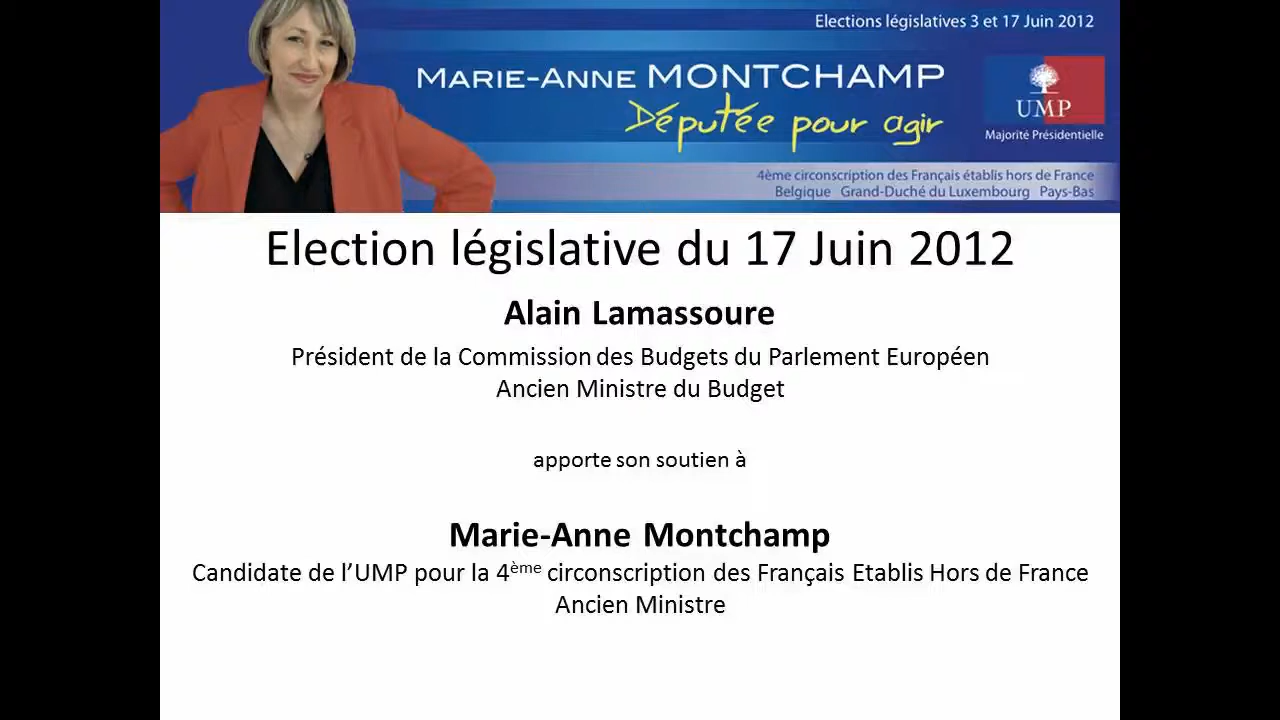 Elections législatives 3 et 17 Juin 2012
MARIE-ANNE MONTCHAMP
Députée pour agir
UMP
Majorité Présidentielle
4ème circonscription des Français établis hors de France
Belgique Grand-Duché du Luxembourg Pays-Bas
Election législative du 17 Juin 2012
Alain Lamassoure
Président de la Commission des Budgets du Parlement Européen
Ancien Ministre du Budget
apporte son soutien à
Marie-Anne Montchamp
Candidate de l’UMP pour la 4ème circonscription des Français Etablis Hors de France
Ancien Ministre